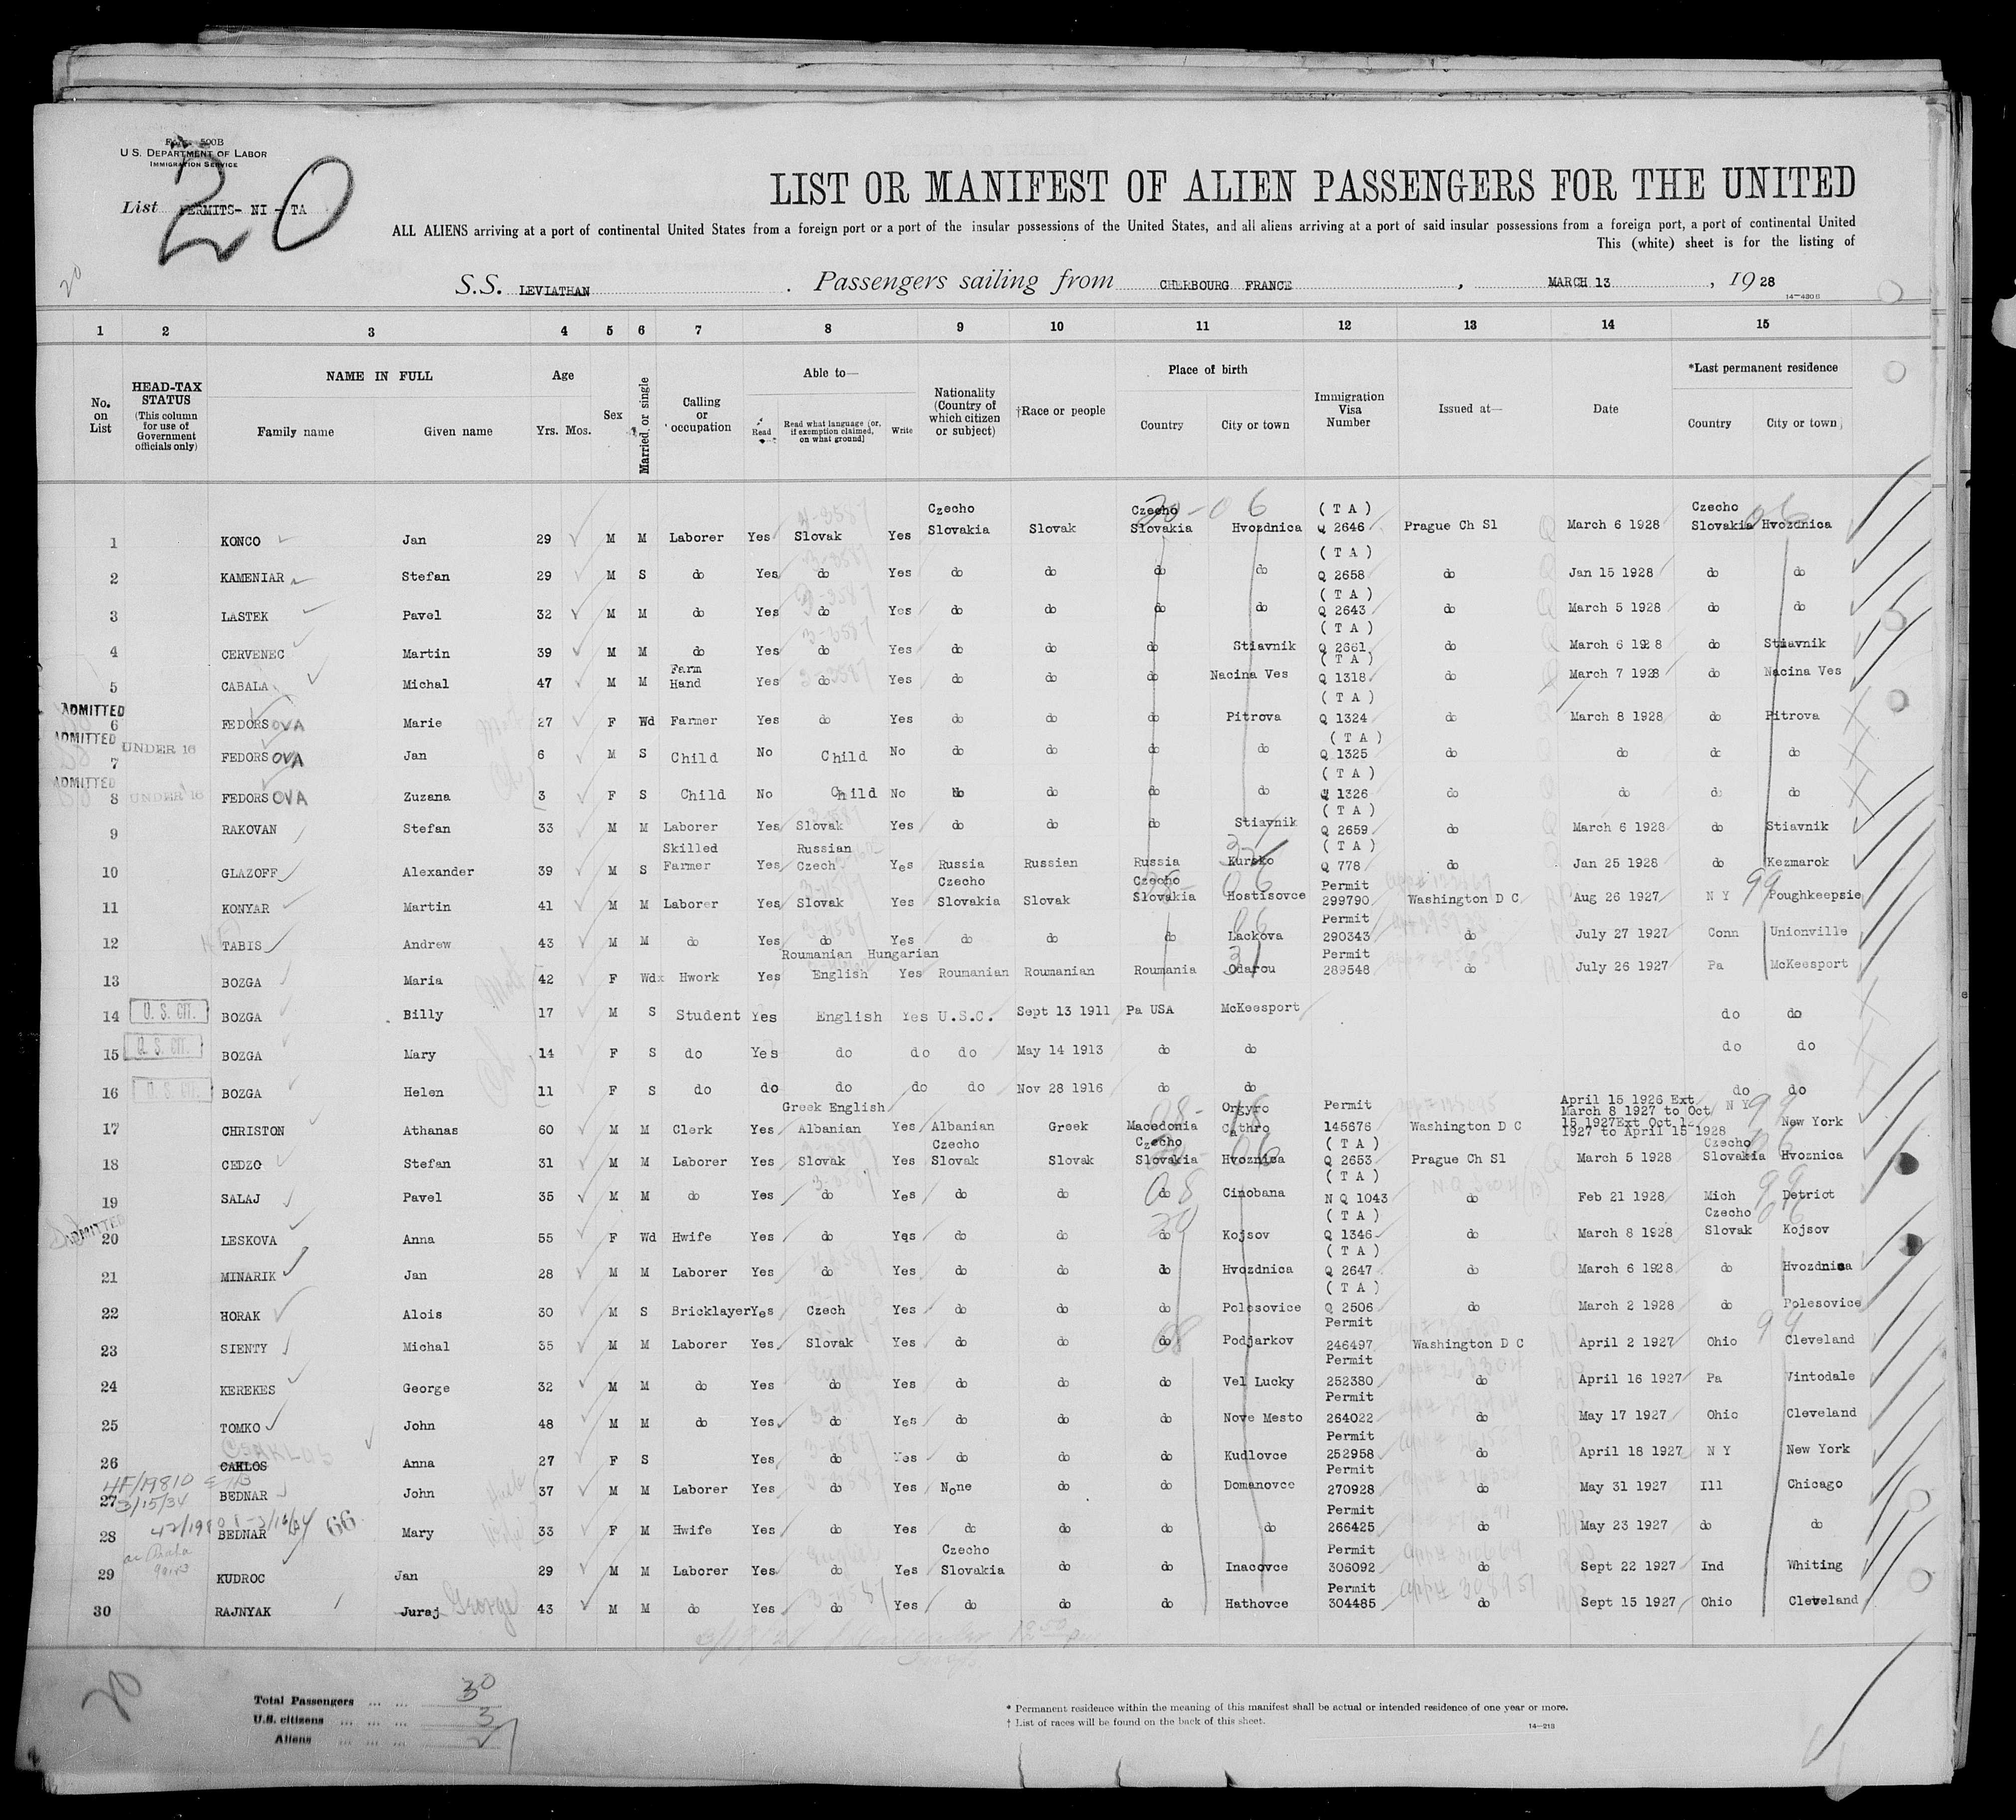 Form 500B
U.S. DEPARTMENT OF LABOR
IMMIGRATION SERVICE
20
List PERMITS- NI - TA
LIST OR MANIFEST OF ALIEN PASSENGERS FOR THE UNITED
ALL ALIENS arriving at a port of continental United States from a foreign port or a port of the insular possessions of the United States, and all aliens arriving at a port of said insular possessions from a foreign port, a port of continental United
This (white) sheet is for the listing of
20
S.S. LEVIATHAN . Passengers sailing from CHERBOURG FRANCE , MARCH 13 , 1928
14-430B
1 2 3 4 5 6 7 8 9 10 11 12 13 14 15
No. on List
HEAD-TAX STATUS (This column for use of Government officials only)
NAME IN FULL Family name Given name
Age Yrs. Mos.
Sex
Married or single
Calling or occupation
Able to— Read Read what language (or, if exemption claimed, on what ground) Write
Nationality (Country of which citizen or subject)
†Race or people
Place of birth Country City or town
Immigration Visa Number
Issued at—
Date
*Last permanent residence Country City or town
1 KONCO Jan 29 M M Laborer Yes Slovak Yes Czecho Slovakia Slovak Czecho Slovakia Hvozdnica (TA) Q 2646 Prague Ch Sl March 6 1928 Czecho Slovakia Hvozdnica
2 KAMENIAR Stefan 29 M S do Yes do Yes do do do do (TA) Q 2658 do Jan 15 1928 do do
3 LASTEK Pavel 32 M M do Yes do Yes do do do do (TA) Q 2643 do March 5 1928 do do
4 CERVENEC Martin 39 M M do Yes do Yes do do do Stiavnik (TA) Q 2661 do March 6 1928 do Stiavnik
5 CABALA Michal 47 M M Farm Hand Yes do Yes do do do Nacina Ves (TA) Q 1318 do March 7 1928 do Nacina Ves
ADMITTED 6 FEDORSOVA Marie 27 F Wd Farmer Yes do Yes do do do Pitrova (TA) Q 1324 do March 8 1928 do Pitrova
ADMITTED 7 UNDER 16 FEDORSOVA Jan 6 M S Child No Child No do do do do (TA) Q 1325 do do do do
ADMITTED 8 UNDER 16 FEDORSOVA Zuzana 3 F S Child No Child No do do do (TA) Q 1326 do do do do
9 RAKOVAN Stefan 33 M M Laborer Yes Slovak Yes do do do Stiavnik (TA) Q 2659 do March 6 1928 do Stiavnik
10 GLAZOFF Alexander 39 M S Skilled Farmer Yes Russian Czech Yes Russia Russian Russia Kursko (TA) Q 778 do Jan 25 1928 do Kezmarok
11 KONYAR Martin 41 M M Laborer Yes Slovak Yes Czecho Slovakia Slovak Czecho Slovakia Hostisovce Permit 299790 Washington D C Aug 26 1927 N Y Poughkeepsie
12 TABIS Andrew 43 M M do Yes do Yes do do do Lackova Permit 290343 do July 27 1927 Conn Unionville
13 BOZGA Maria 42 F Wd Hwork Yes Roumanian Hungarian English Yes Roumanian Roumanian Roumania Odarou Permit 289548 do July 26 1927 Pa McKeesport
14 U. S. CIT. BOZGA Billy 17 M S Student Yes English Yes U.S.C. Sept 13 1911 Pa USA McKeesport do do
15 U. S. CIT. BOZGA Mary 14 F S do Yes do do do May 14 1913 do do do do
16 U. S. CIT. BOZGA Helen 11 F S do do do do do Nov 28 1916 do do do do
17 CHRISTON Athanas 60 M M Clerk Yes Greek English Albanian Yes Albanian Greek Macedonia Orgyro Cathro Permit 145676 Washington D C April 15 1926 Ext March 8 1927 to Oct 15 1927 Ext Oct 12 1927 to April 15 1928 N Y New York
18 CEDZO Stefan 31 M M Laborer Yes Slovak Yes Czecho Slovak Slovak Czecho Slovakia Hvoznica (TA) Q 2653 Prague Ch Sl March 5 1928 Czecho Slovakia Hvoznica
19 SALAJ Pavel 35 M M do Yes do Yes do do do Cinobana (TA) N Q 1043 do Feb 21 1928 Mich Detriot
ADMITTED 20 LESKOVA Anna 55 F Wd Hwife Yes do Yes do do do Kojsov (TA) Q 1346 do March 8 1928 Czecho Slovak Kojsov
21 MINARIK Jan 28 M M Laborer Yes do Yes do do do Hvozdnica (TA) Q 2647 do March 6 1928 do Hvozdnica
22 HORAK Alois 30 M S Bricklayer Yes Czech Yes do do do Polesovice (TA) Q 2506 do March 2 1928 do Polesovice
23 SIENTY Michal 35 M M Laborer Yes Slovak Yes do do do Podjarkov Permit 246497 Washington D C April 2 1927 Ohio Cleveland
24 KEREKES George 32 M M do Yes do Yes do do do Vel Lucky Permit 252380 do April 16 1927 Pa Vintodale
25 TOMKO John 48 M M do Yes do Yes do do do Nove Mesto Permit 264022 do May 17 1927 Ohio Cleveland
26 CSAKLOS CAKLOS Anna 27 F S Yes do Yes do do do Kudlovce Permit 252958 do April 18 1927 N Y New York
27 3/15/34 BEDNAR John 37 M M Laborer Yes do Yes None do do Domanovce Permit 270928 do May 31 1927 Ill Chicago
28 66 BEDNAR Mary 33 F M Hwife Yes do Yes do do do do Permit 266425 do May 23 1927 do do
29 KUDROC Jan 29 M M Laborer Yes do Yes Czecho Slovakia do do Inacovce Permit 306092 do Sept 22 1927 Ind Whiting
30 RAJNYAK Juraj George 43 M M do Yes do Yes do do do Hathovce Permit 304485 do Sept 15 1927 Ohio Cleveland
20
Total Passengers ... ... 30
U.S. citizens ... ... ... 3
Aliens ... ... ...
* Permanent residence within the meaning of this manifest shall be actual or intended residence of one year or more.
† List of races will be found on the back of this sheet.
14-213